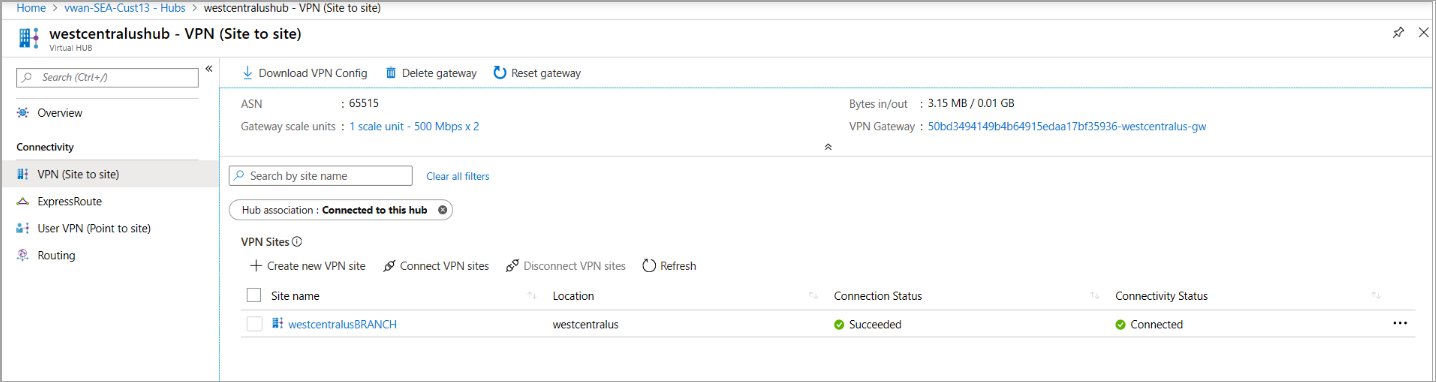 Home > vwan-SEA-Cust13 - Hubs > westcentralushub - VPN (Site to site)
westcentralushub - VPN (Site to site)
Virtual HUB
Search (Ctrl+/)
«
Overview
Connectivity
VPN (Site to site)
ExpressRoute
User VPN (Point to site)
Routing
Download VPN Config Delete gateway Reset gateway
ASN : 65515 Bytes in/out : 3.15 MB / 0.01 GB
Gateway scale units : 1 scale unit - 500 Mbps x 2 VPN Gateway : 50bd3494149b4b64915edaa17bf35936-westcentralus-gw
Search by site name Clear all filters
Hub association : Connected to this hub
VPN Sites
Create new VPN site Connect VPN sites Disconnect VPN sites Refresh
Site name Location Connection Status Connectivity Status
westcentralusBRANCH westcentralus Succeeded Connected